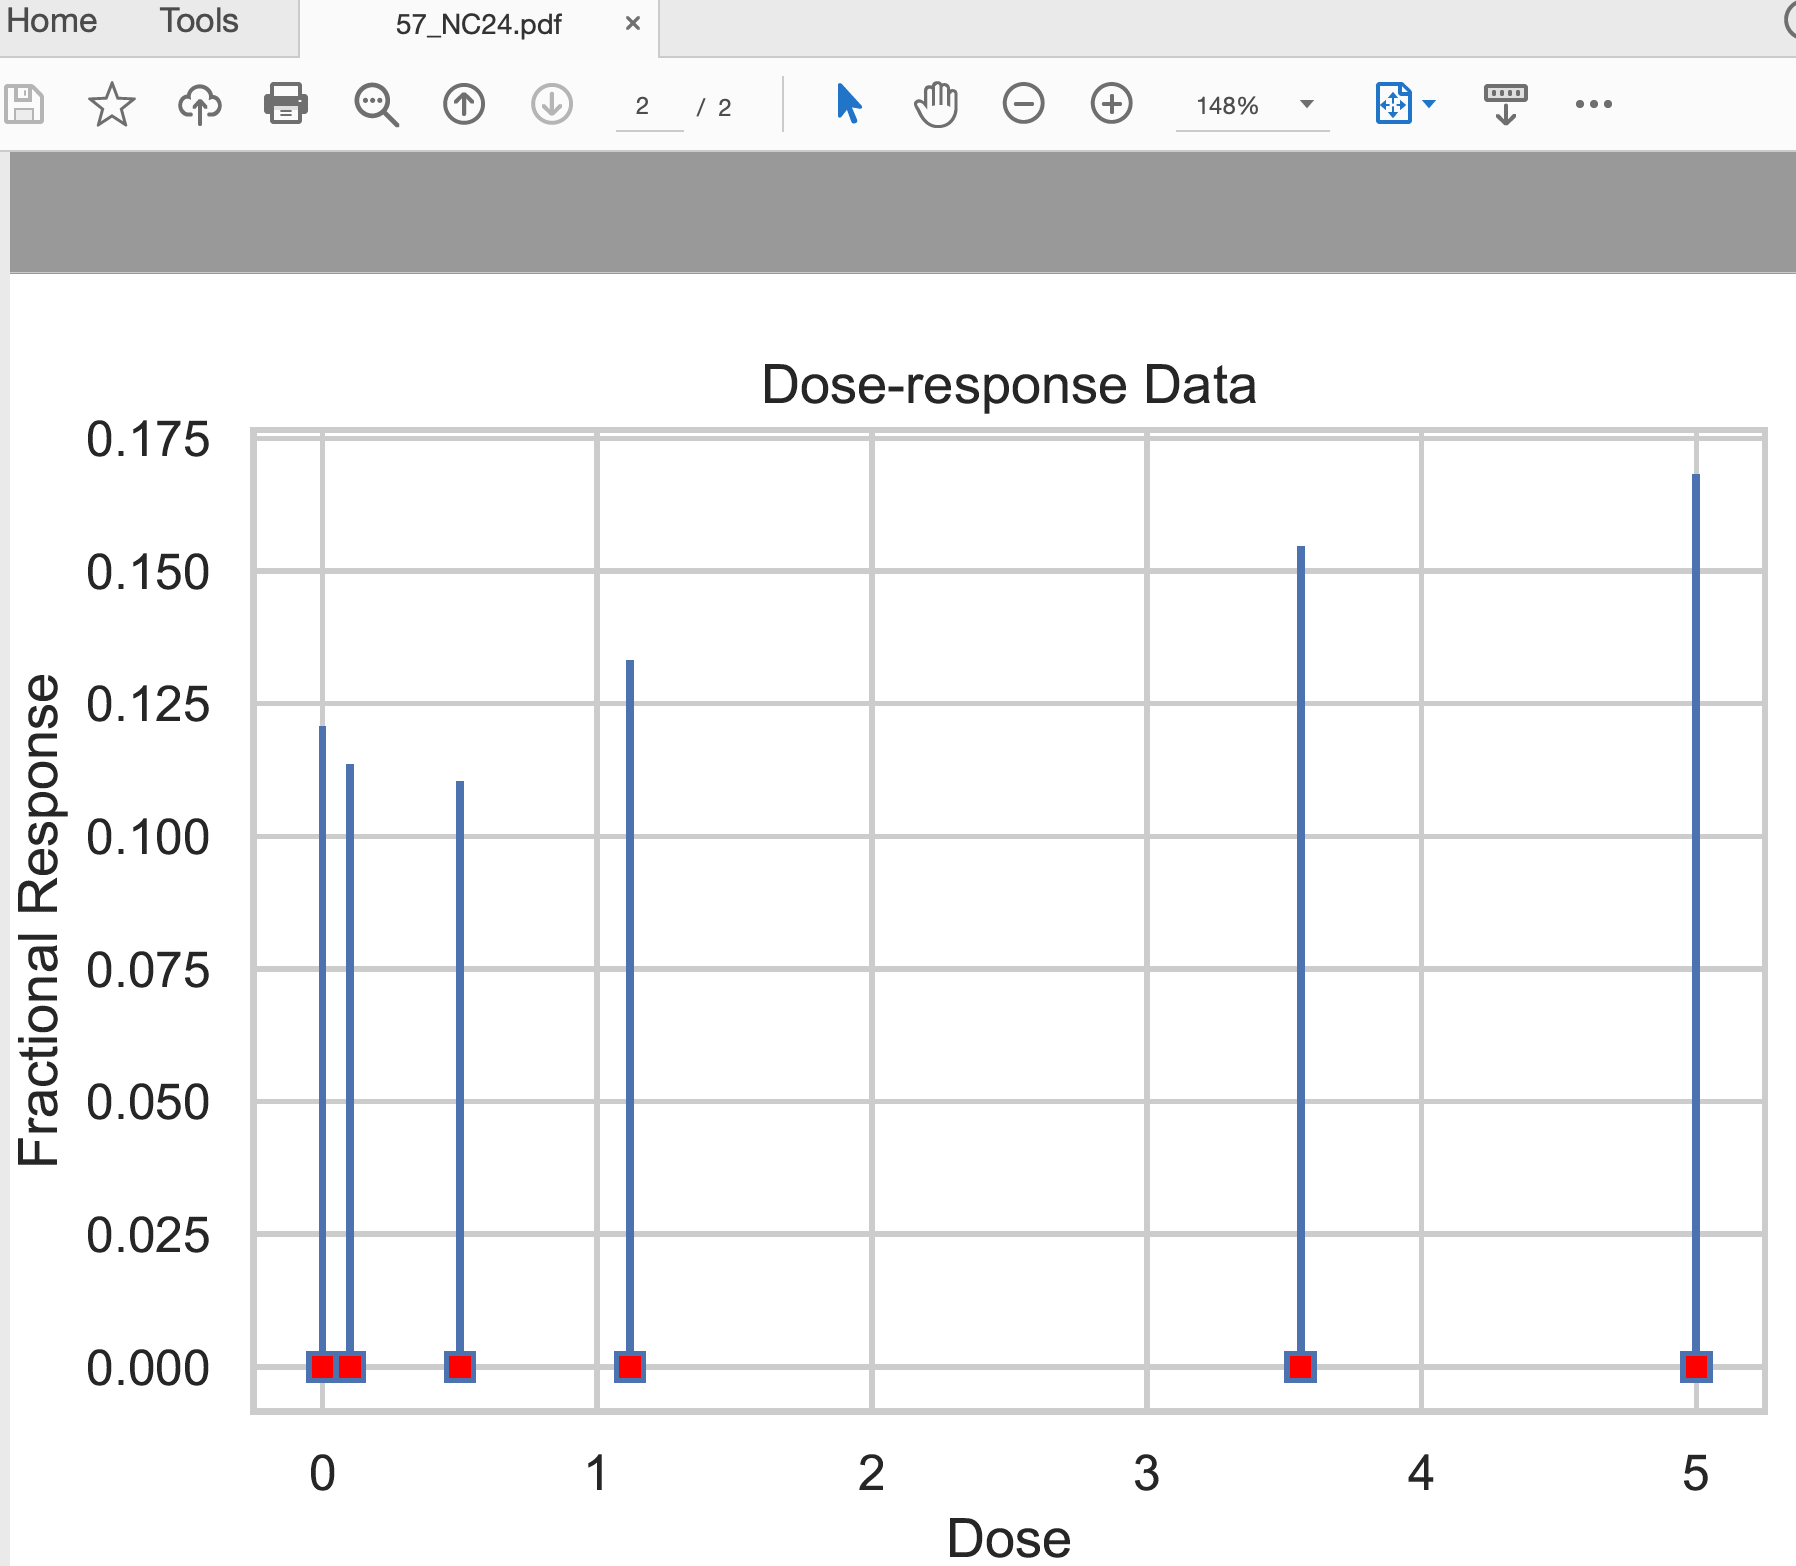 Home Tools 57_NC24.pdf ×
2 / 2 148%
Dose-response Data
0.175
0.150
0.125
0.100
0.075
0.050
0.025
0.000
Fractional Response
0 1 2 3 4 5
Dose